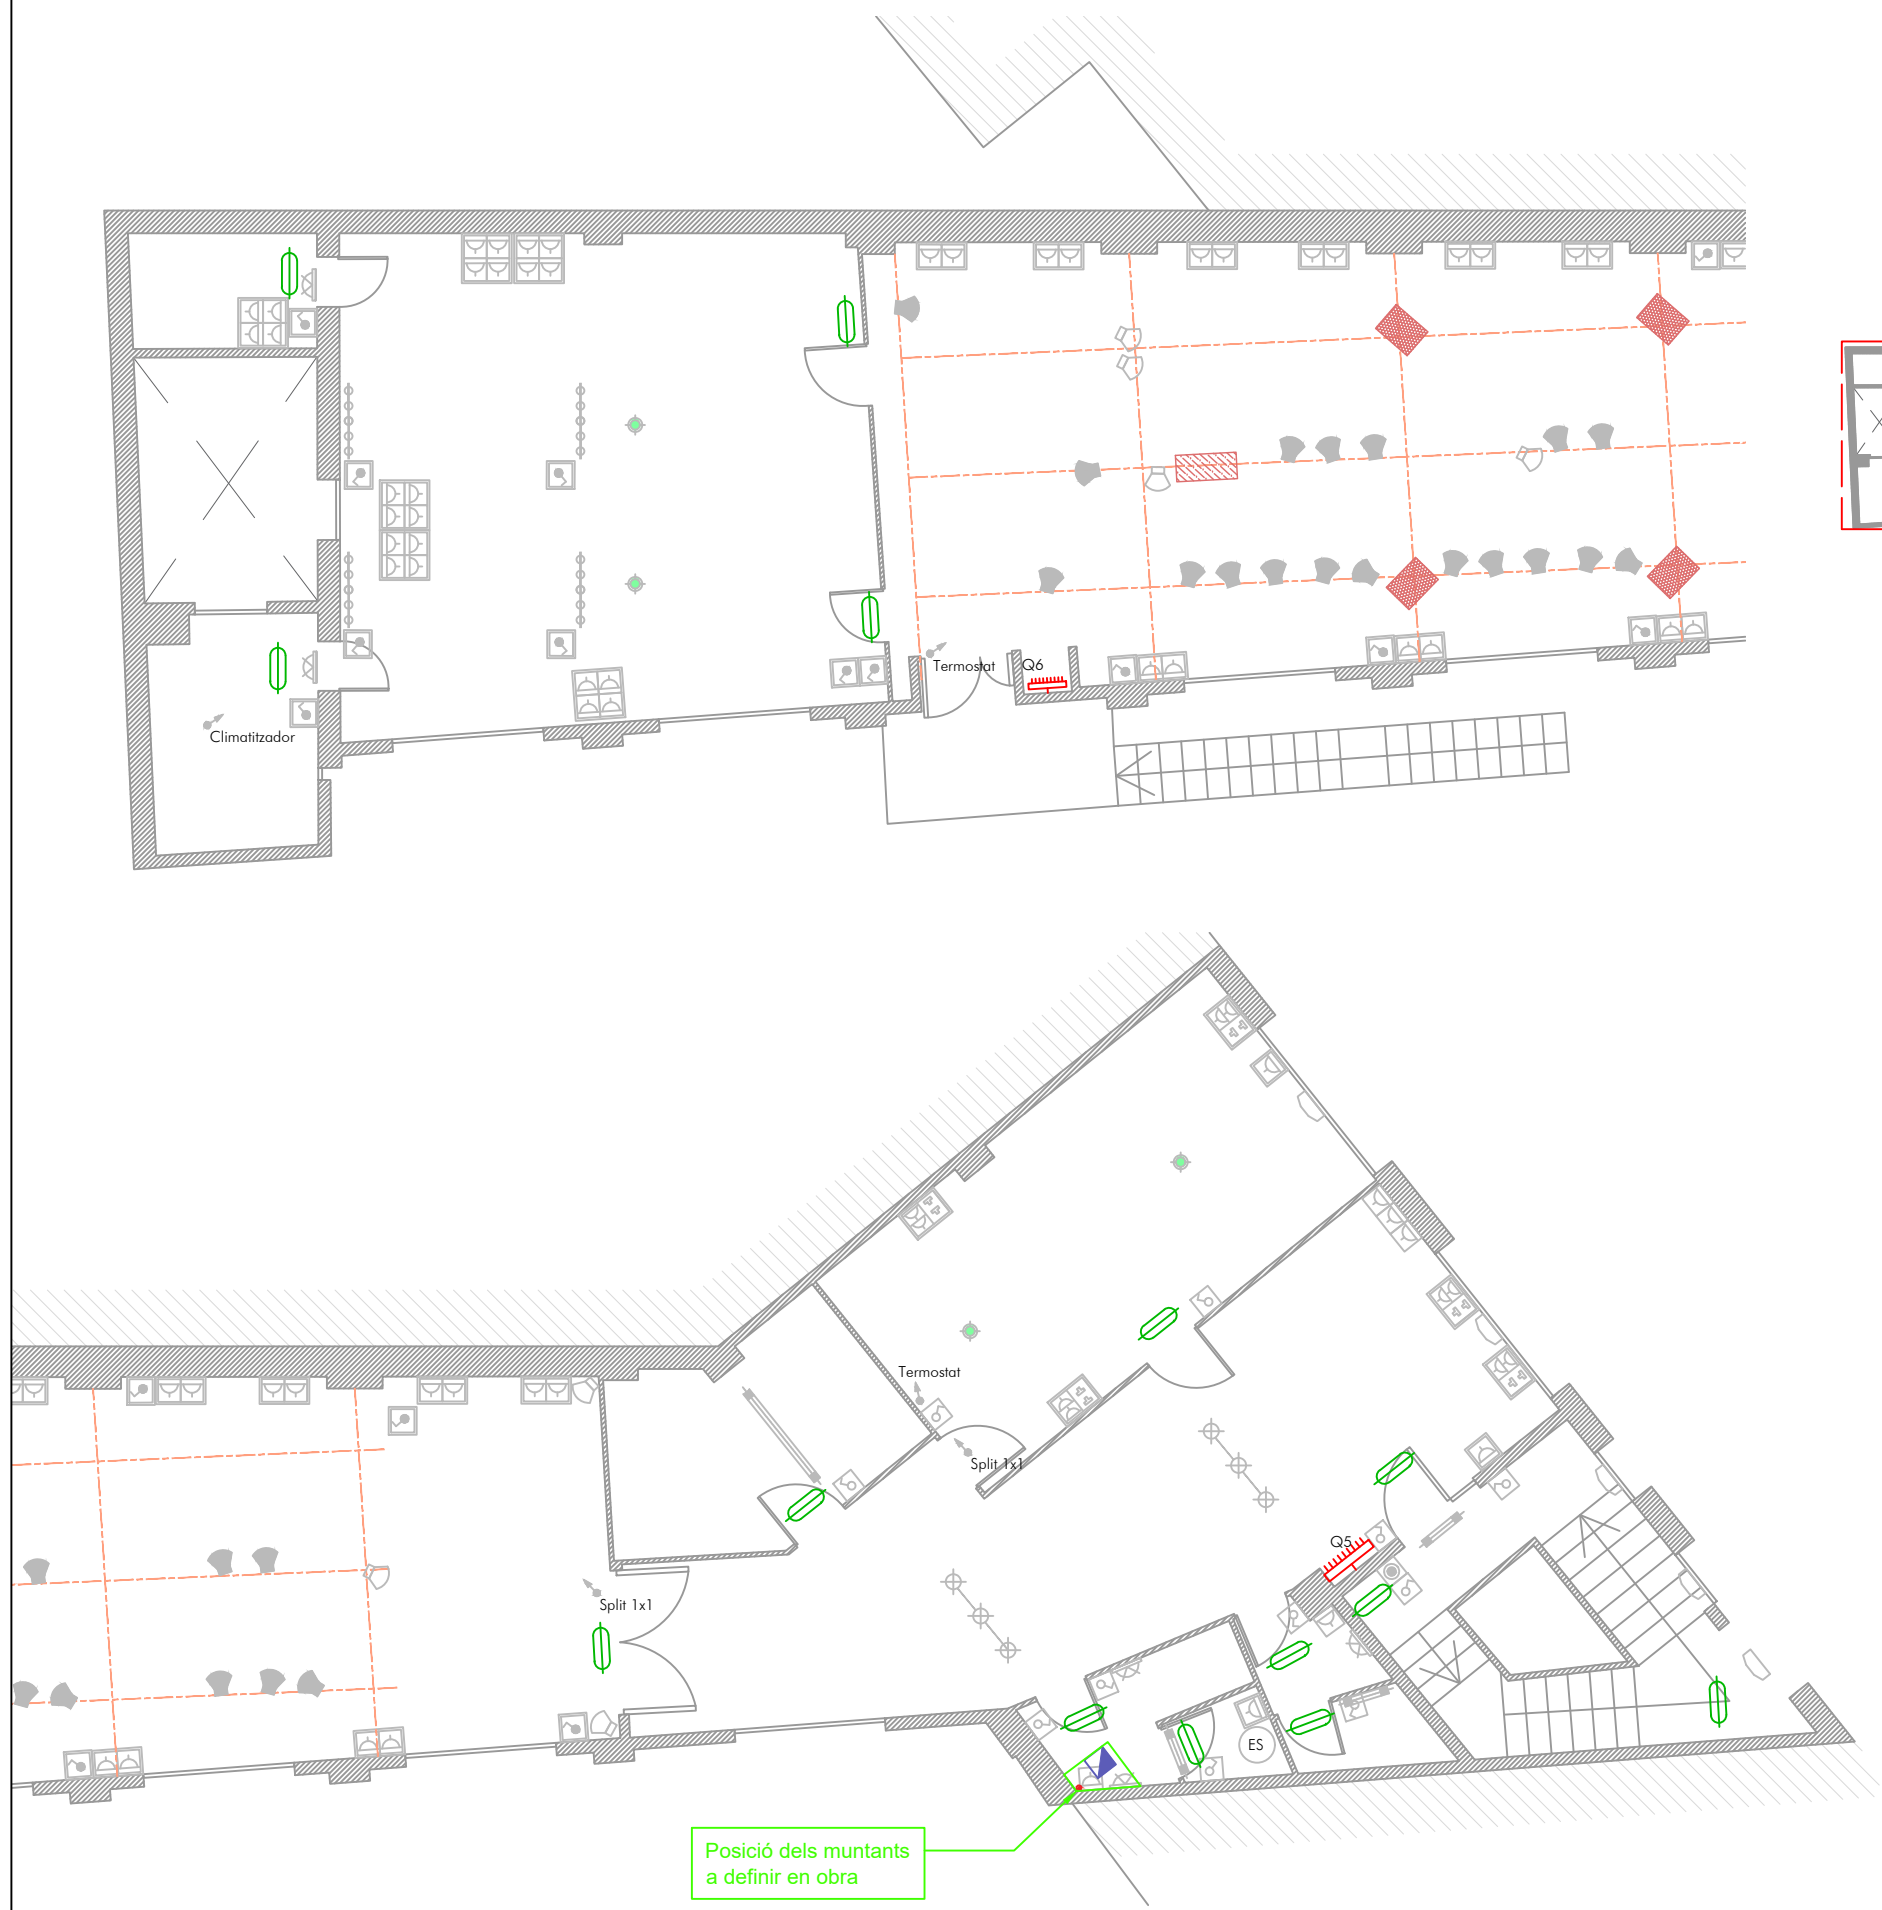 Termostat
Q6
Climatitzador
Termostat
Split 1x1
Q5
Split 1x1
ES
Posició dels muntants
a definir en obra